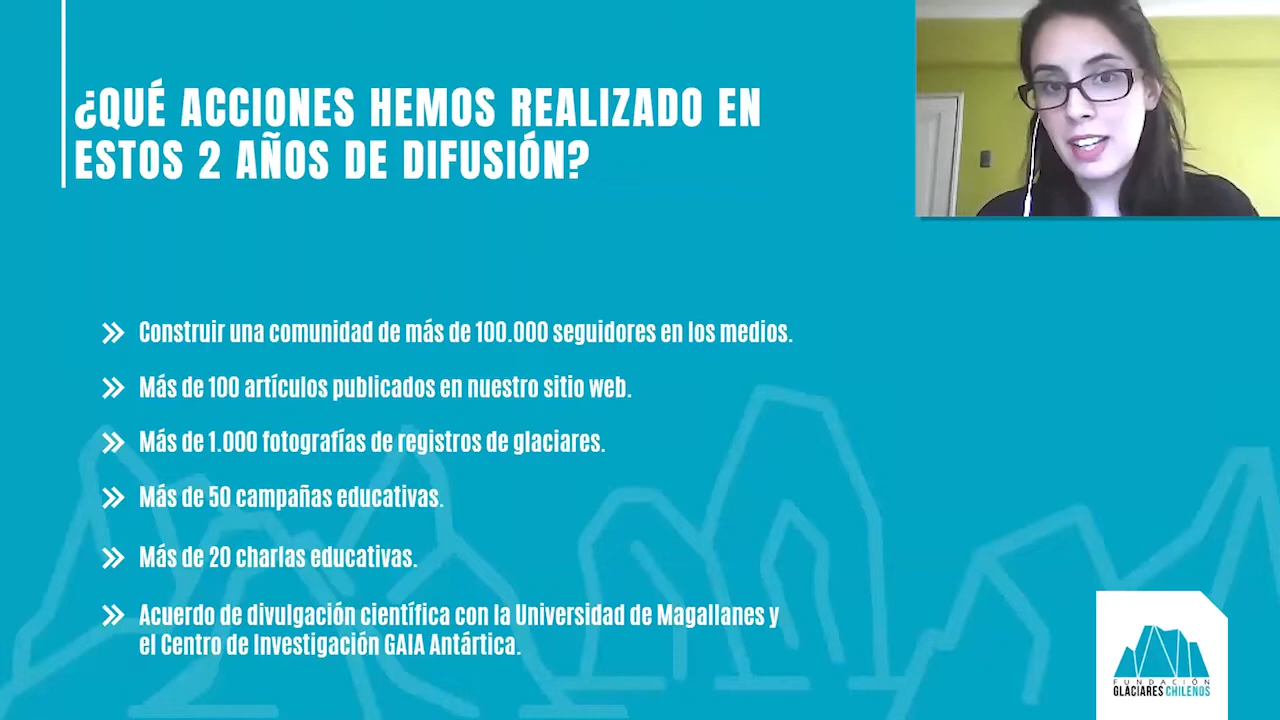 ¿QUÉ ACCIONES HEMOS REALIZADO EN
ESTOS 2 AÑOS DE DIFUSIÓN?
Construir una comunidad de más de 100.000 seguidores en los medios.
Más de 100 artículos publicados en nuestro sitio web.
Más de 1.000 fotografías de registros de glaciares.
Más de 50 campañas educativas.
Más de 20 charlas educativas.
Acuerdo de divulgación científica con la Universidad de Magallanes y
el Centro de Investigación GAIA Antártica.
FUNDACIÓN
GLACIARES CHILENOS